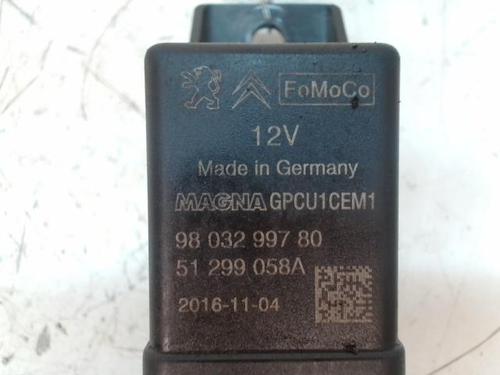 FoMoCo
12V
Made in Germany
MAGNA GPCU1CEM1
98 032 997 80
51 299 058A
2016-11-04